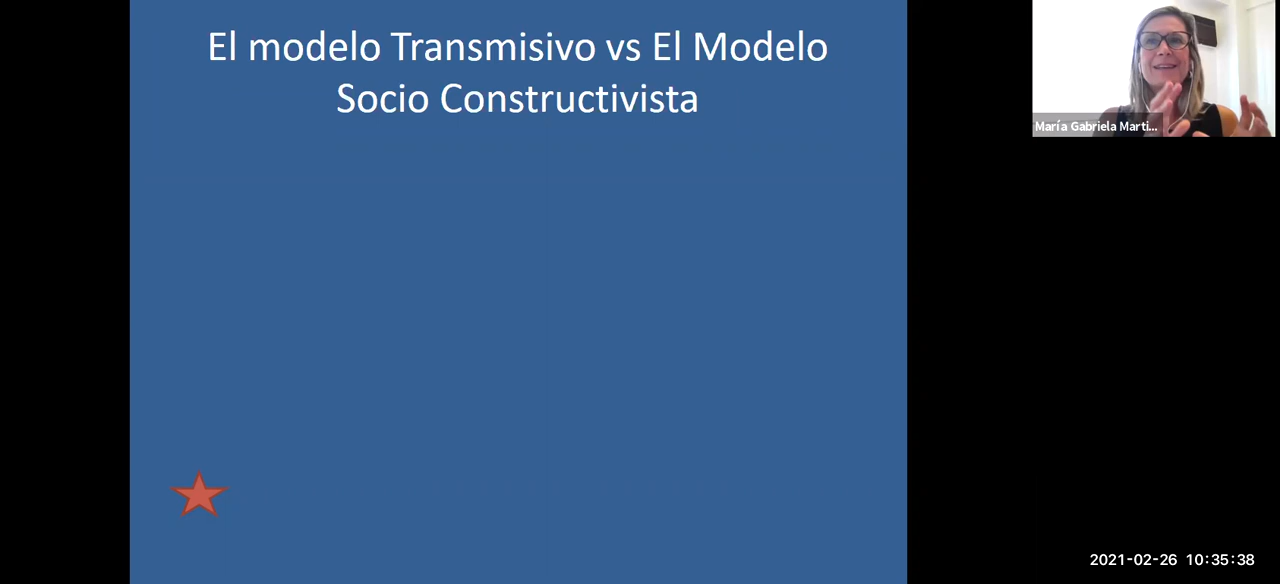 El modelo Transmisivo vs El Modelo
Socio Constructivista
María Gabriela Marti...
2021-02-26 10:35:38